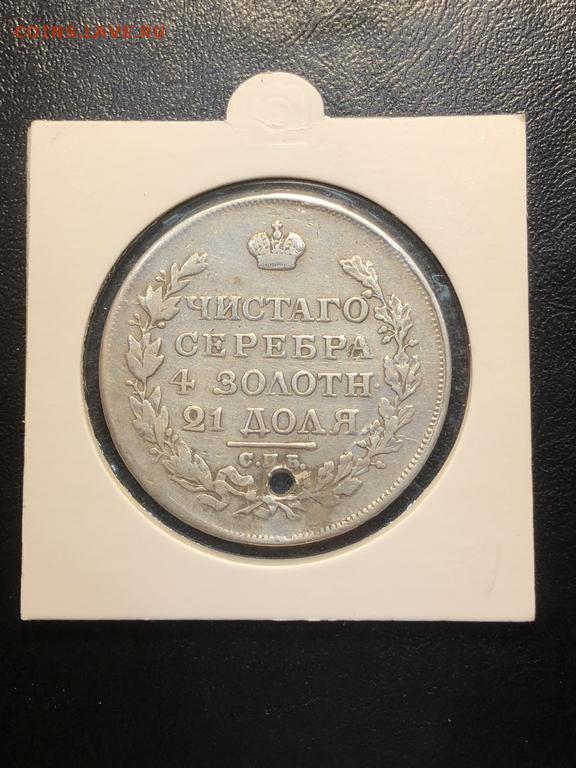 COINS.LAVE.RU
ЧИСТАГО
СЕРЕБРА
4 ЗОЛОТН.
21 ДОЛЯ
С.П.Б.